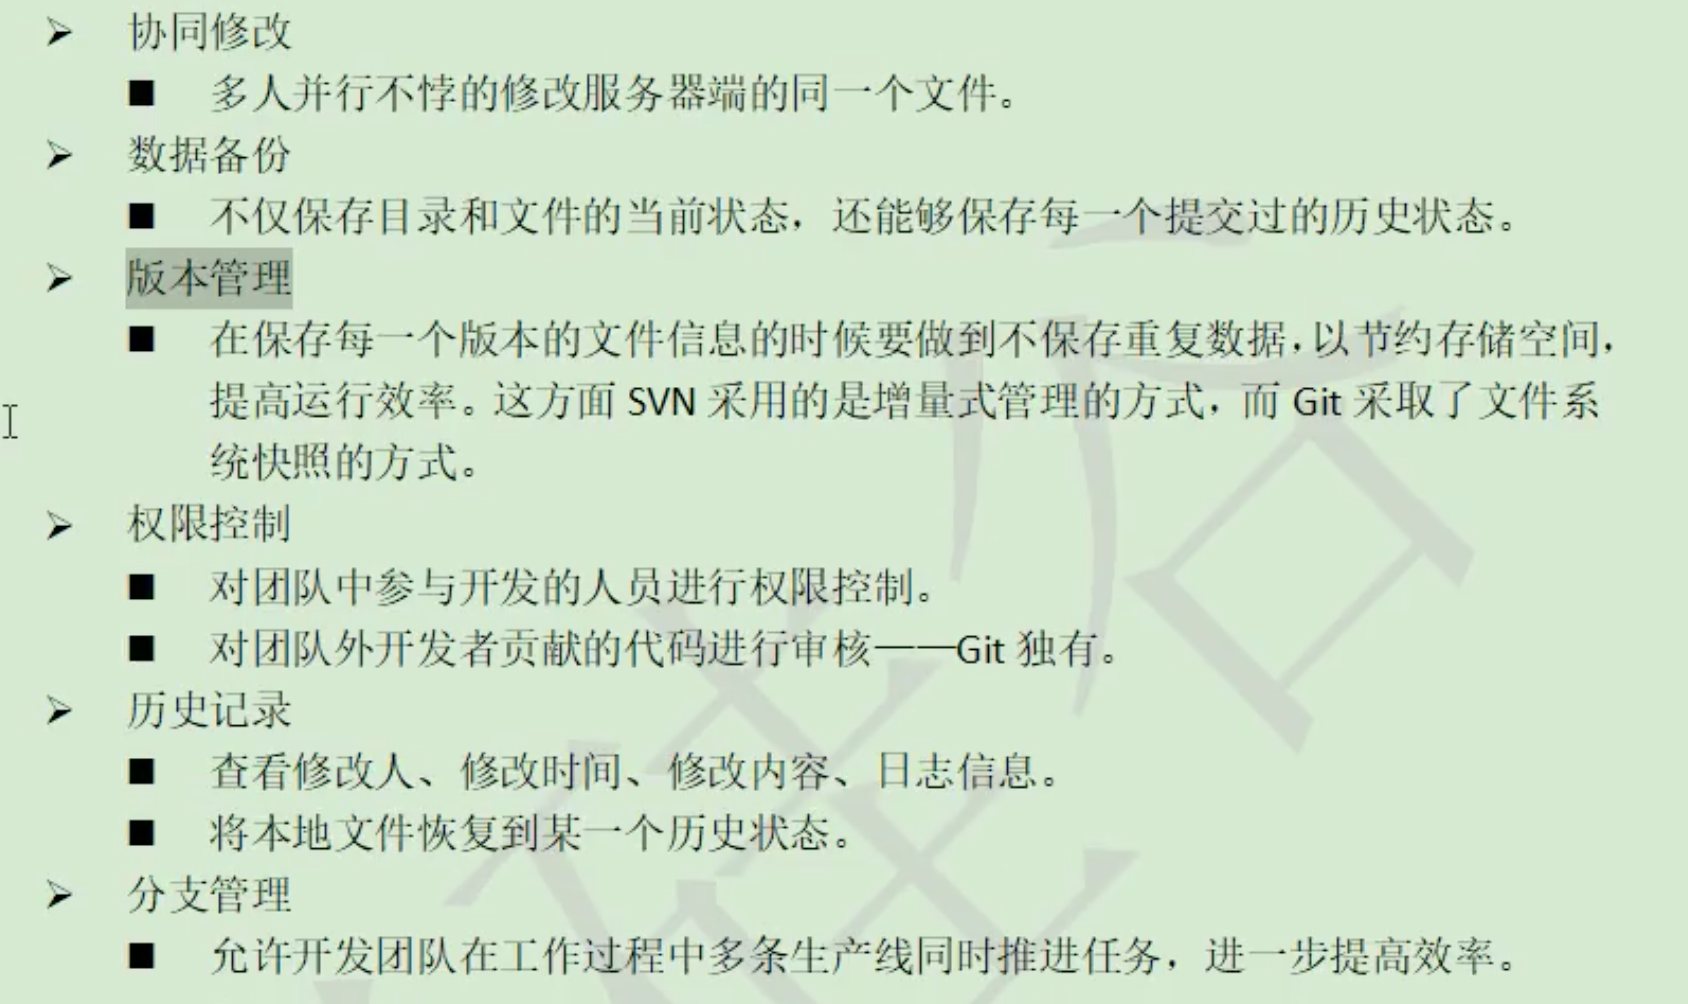 ➢ 协同修改
■ 多人并行不悖的修改服务器端的同一个文件。
➢ 数据备份
■ 不仅保存目录和文件的当前状态，还能够保存每一个提交过的历史状态。
➢ 版本管理
■ 在保存每一个版本的文件信息的时候要做到不保存重复数据，以节约存储空间，
提高运行效率。这方面 SVN 采用的是增量式管理的方式，而 Git 采取了文件系
统快照的方式。
➢ 权限控制
■ 对团队中参与开发的人员进行权限控制。
■ 对团队外开发者贡献的代码进行审核——Git 独有。
➢ 历史记录
■ 查看修改人、修改时间、修改内容、日志信息。
■ 将本地文件恢复到某一个历史状态。
➢ 分支管理
■ 允许开发团队在工作过程中多条生产线同时推进任务，进一步提高效率。